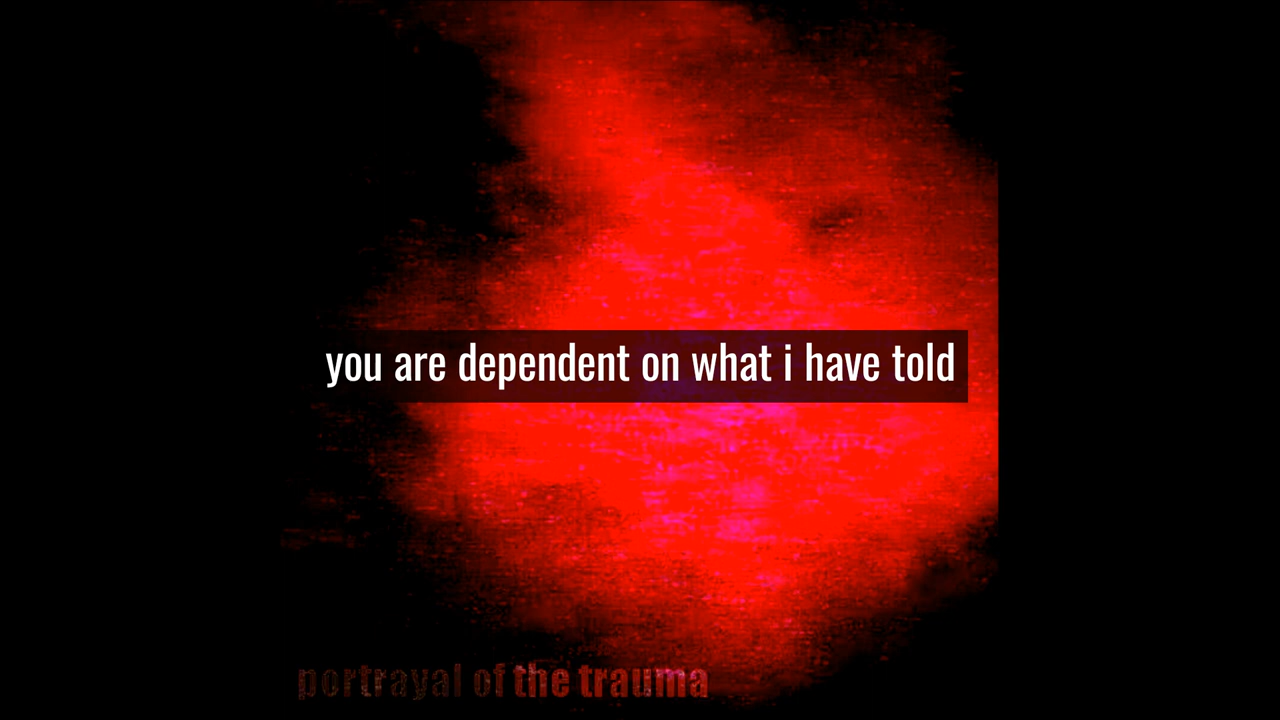 you are dependent on what i have told
portrayal of the trauma